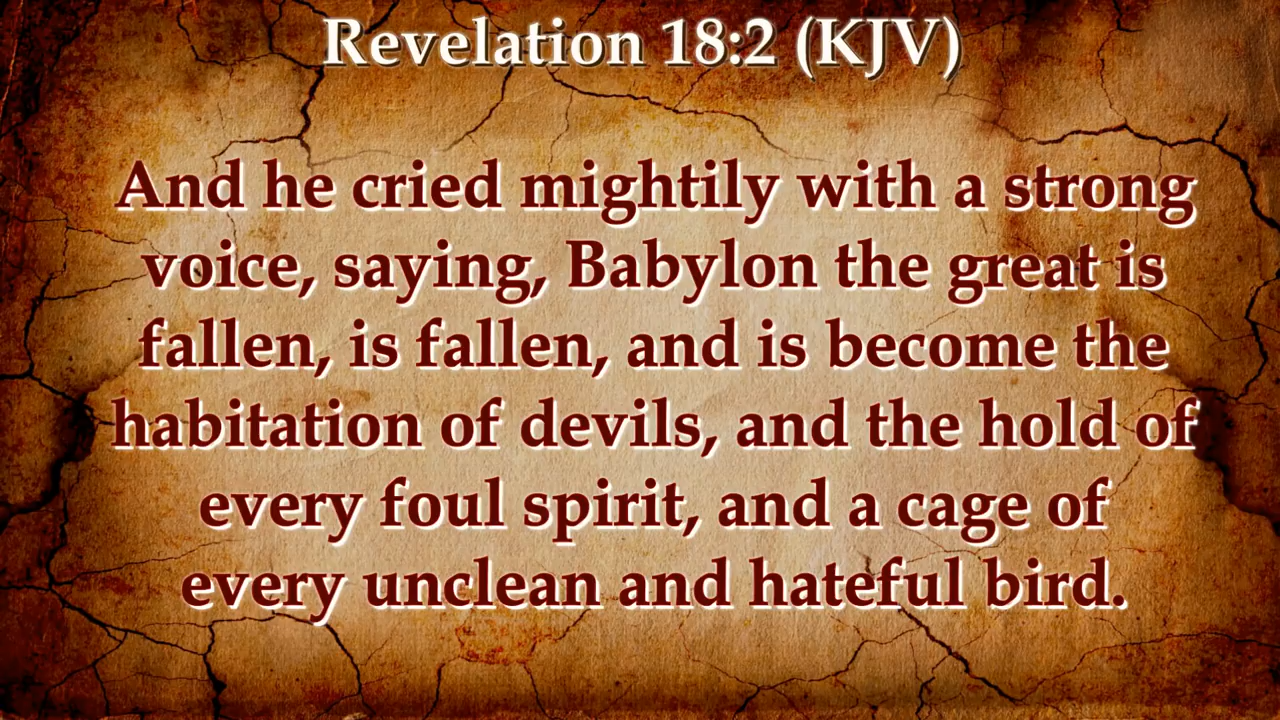 Revelation 18:2 (KJV)
And he cried mightily with a strong
voice, saying, Babylon the great is
fallen, is fallen, and is become the
habitation of devils, and the hold of
every foul spirit, and a cage of
every unclean and hateful bird.